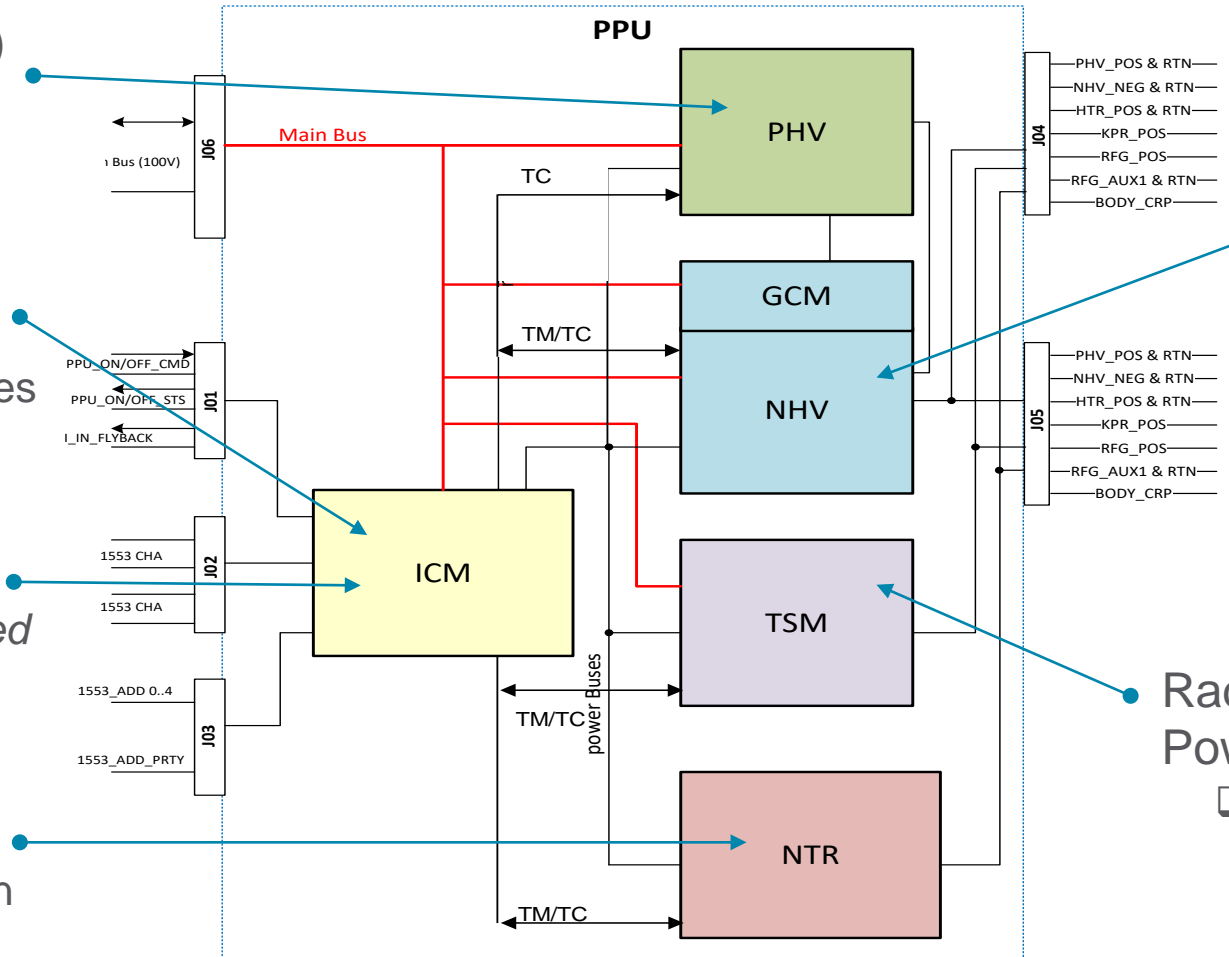 PPU
)
PHV_POS & RTN
NHV_NEG & RTN
HTR_POS & RTN
KPR_POS
RFG_POS
RFG_AUX1 & RTN
BODY_CRP
J04
J06
Main Bus
Bus (100V)
PHV
TC
GCM
TM/TC
NHV
PPU_ON/OFF_CMD
PPU_ON/OFF_STS
I_IN_FLYBACK
J01
es
PHV_POS & RTN
NHV_NEG & RTN
HTR_POS & RTN
KPR_POS
RFG_POS
RFG_AUX1 & RTN
BODY_CRP
J05
1553 CHA
1553 CHA
J02
ICM
ed
TSM
1553_ADD 0..4
1553_ADD_PRTY
J03
TM/TC
power Buses
Rac
Pow
NTR
TM/TC